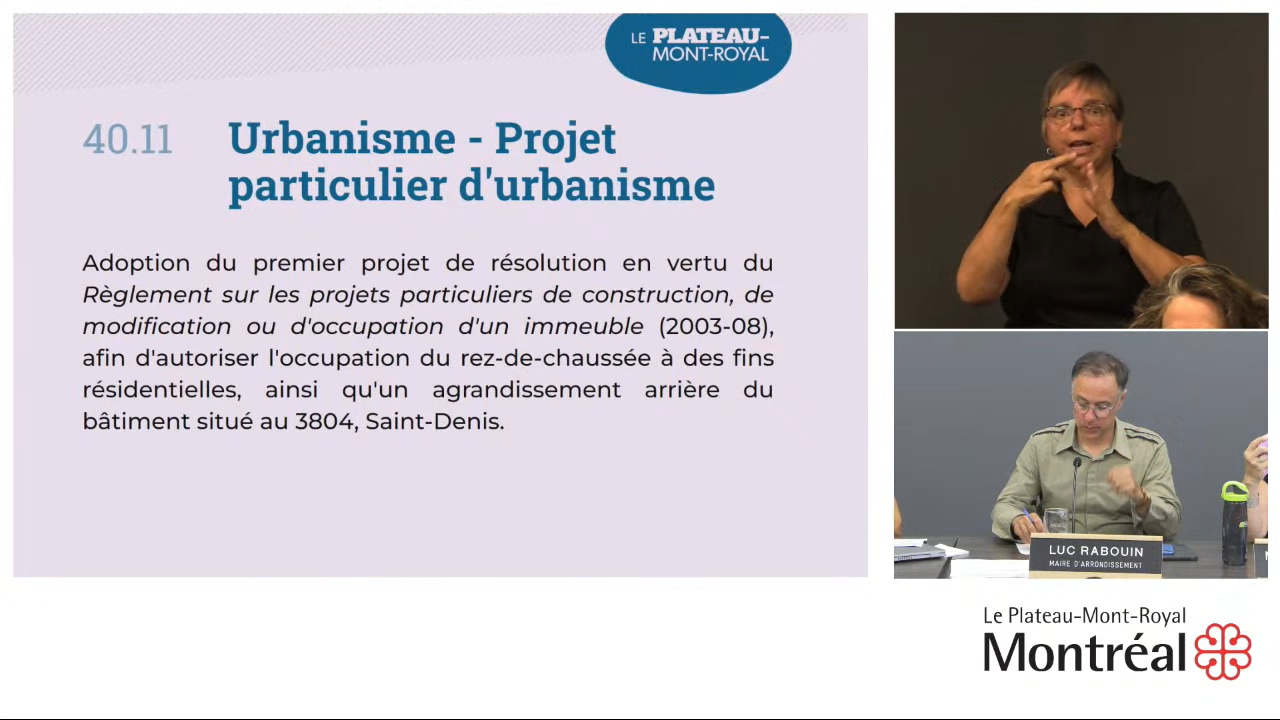 LE PLATEAU-
MONT-ROYAL
40.11 Urbanisme - Projet
particulier d'urbanisme
Adoption du premier projet de résolution en vertu du
Règlement sur les projets particuliers de construction, de
modification ou d'occupation d'un immeuble (2003-08),
afin d'autoriser l'occupation du rez-de-chaussée à des fins
résidentielles, ainsi qu'un agrandissement arrière du
bâtiment situé au 3804, Saint-Denis.
LUC RABOUIN
MAIRE D'ARRONDISSEMENT
Le Plateau-Mont-Royal
Montréal